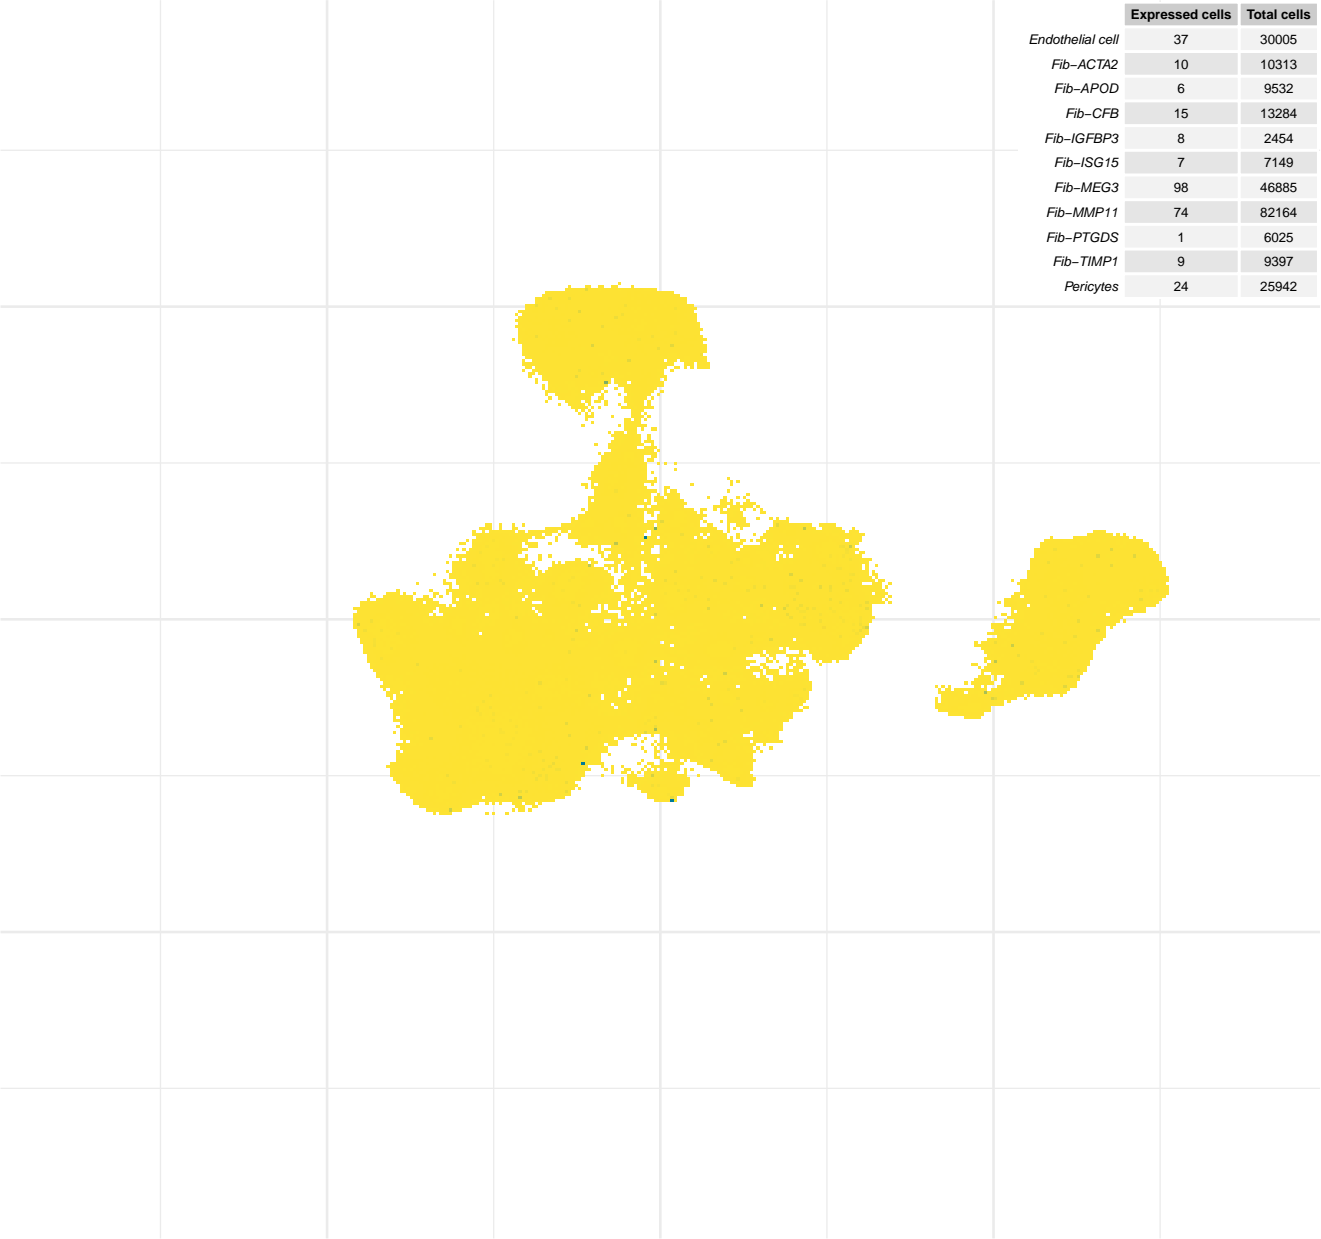 Expressed cells Total cells
Endothelial cell 37 30005
Fib−ACTA2 10 10313
Fib−APOD 6 9532
Fib−CFB 15 13284
Fib−IGFBP3 8 2454
Fib−ISG15 7 7149
Fib−MEG3 98 46885
Fib−MMP11 74 82164
Fib−PTGDS 1 6025
Fib−TIMP1 9 9397
Pericytes 24 25942